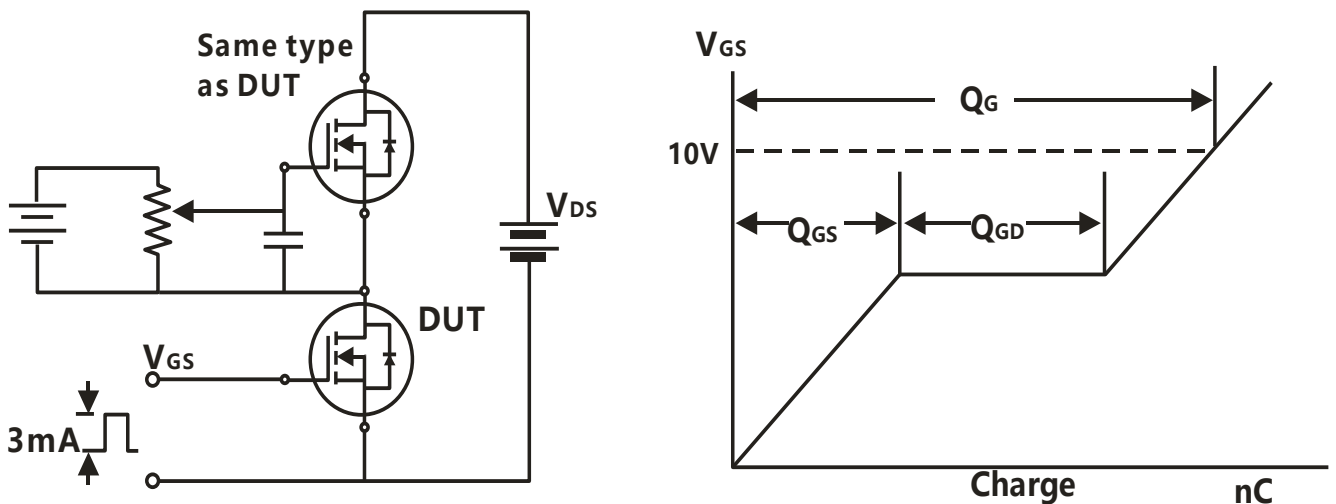 Same type
as DUT
VDS
DUT
VGS
3mA
VGS
QG
10V
QGS
QGD
Charge
nC